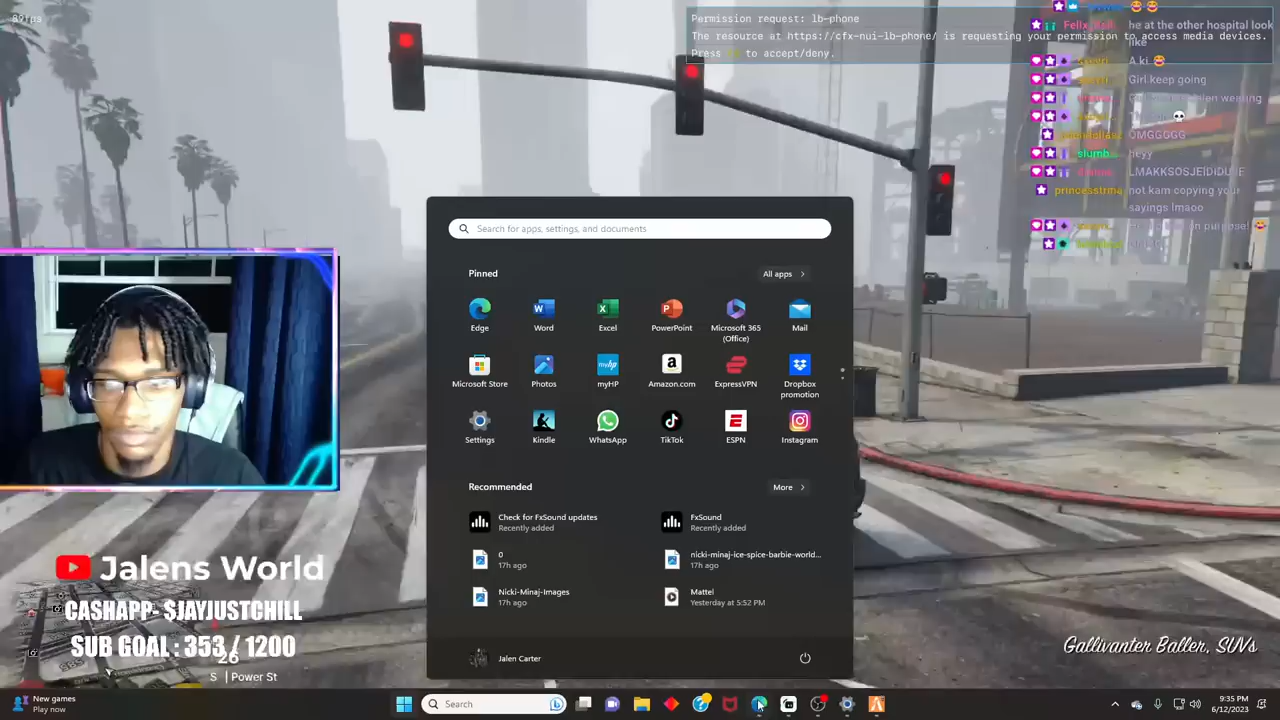 89fps
Permission request: lb-phone
The resource at https://cfx-nui-lb-phone/ is requesting your permission to access media devices.
Press to accept/deny.
he at the other hospital look
like
A ki
Girl keep going
OMGGGGG
slumb
heyy
LMAKKSOSJEIDIDUIE
princesstrma not kam copying your
sayings lmaoo
Search for apps, settings, and documents
Pinned
All apps
Edge
Word
Excel
PowerPoint
Microsoft 365
(Office)
Mail
Microsoft Store
Photos
myHP
Amazon.com
ExpressVPN
Dropbox
promotion
Settings
Kindle
WhatsApp
TikTok
ESPN
Instagram
Recommended
More
Check for FxSound updates
Recently added
FxSound
Recently added
0
17h ago
nicki-minaj-ice-spice-barbie-world...
17h ago
Nicki-Minaj-Images
17h ago
Mattel
Yesterday at 5:52 PM
Jalen Carter
Jalens World
CASHAPP- $JAYJUSTCHILL
SUB GOAL : 353 / 1200
26
S | Power St
Gallivanter Baller, SUVs
New games
Play now
Search
9:35 PM
6/12/2023